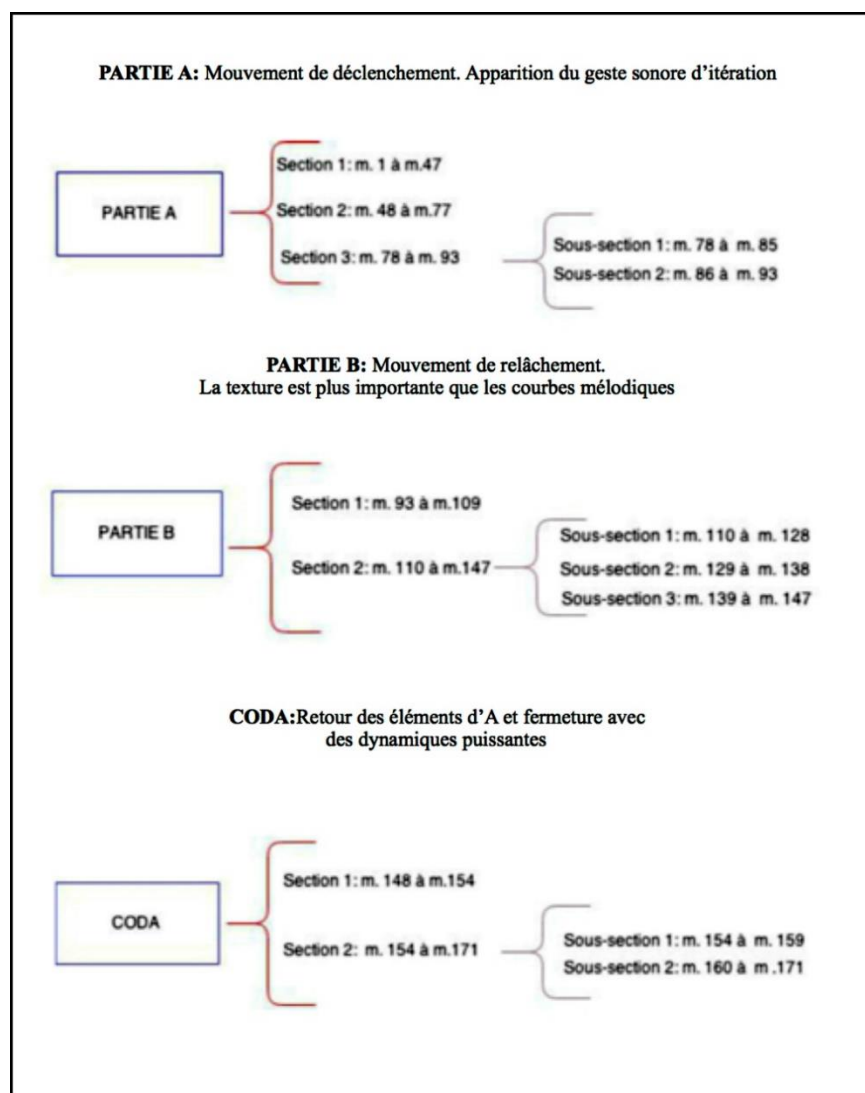 PARTIE A: Mouvement de déclenchement. Apparition du geste sonore d'itération
PARTIE A
Section 1: m. 1 à m.47
Section 2: m. 48 à m.77
Section 3: m. 78 à m. 93
Sous-section 1: m. 78 à m. 85
Sous-section 2: m. 86 à m. 93
PARTIE B: Mouvement de relâchement.
La texture est plus importante que les courbes mélodiques
PARTIE B
Section 1: m. 93 à m.109
Section 2: m. 110 à m.147
Sous-section 1: m. 110 à m. 128
Sous-section 2: m. 129 à m. 138
Sous-section 3: m. 139 à m. 147
CODA:Retour des éléments d'A et fermeture avec
des dynamiques puissantes
CODA
Section 1: m. 148 à m.154
Section 2: m. 154 à m.171
Sous-section 1: m. 154 à m. 159
Sous-section 2: m. 160 à m .171